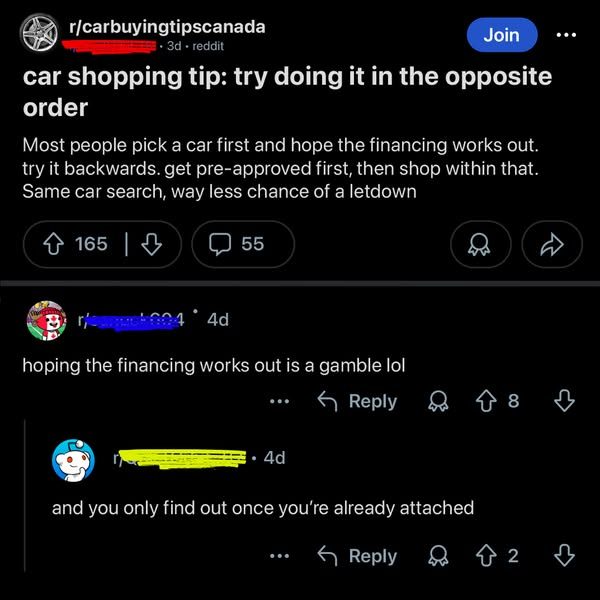 r/carbuyingtipscanada
• 3d • reddit
Join
car shopping tip: try doing it in the opposite
order
Most people pick a car first and hope the financing works out.
try it backwards. get pre-approved first, then shop within that.
Same car search, way less chance of a letdown
165
55
r/ • 4d
hoping the financing works out is a gamble lol
Reply
8
r/ • 4d
and you only find out once you’re already attached
Reply
2